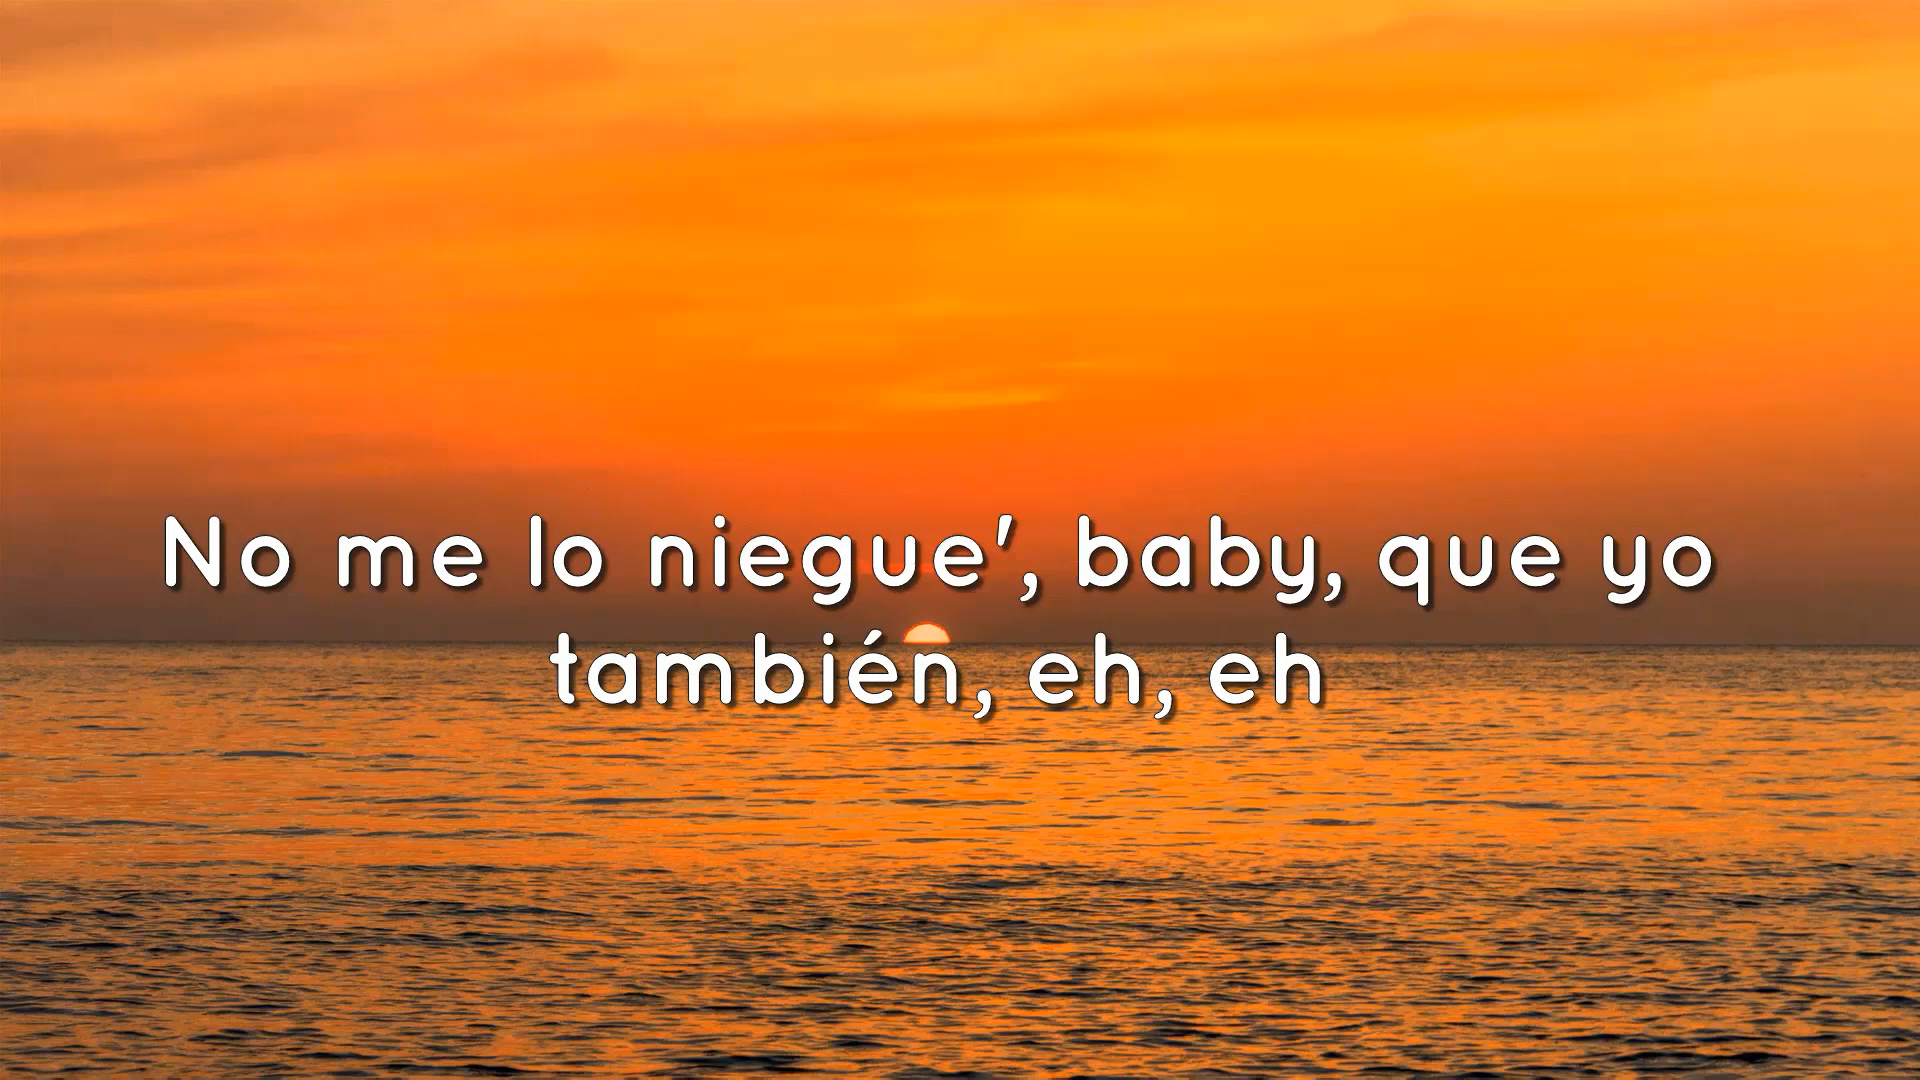 No me lo niegue', baby, que yo
también, eh, eh